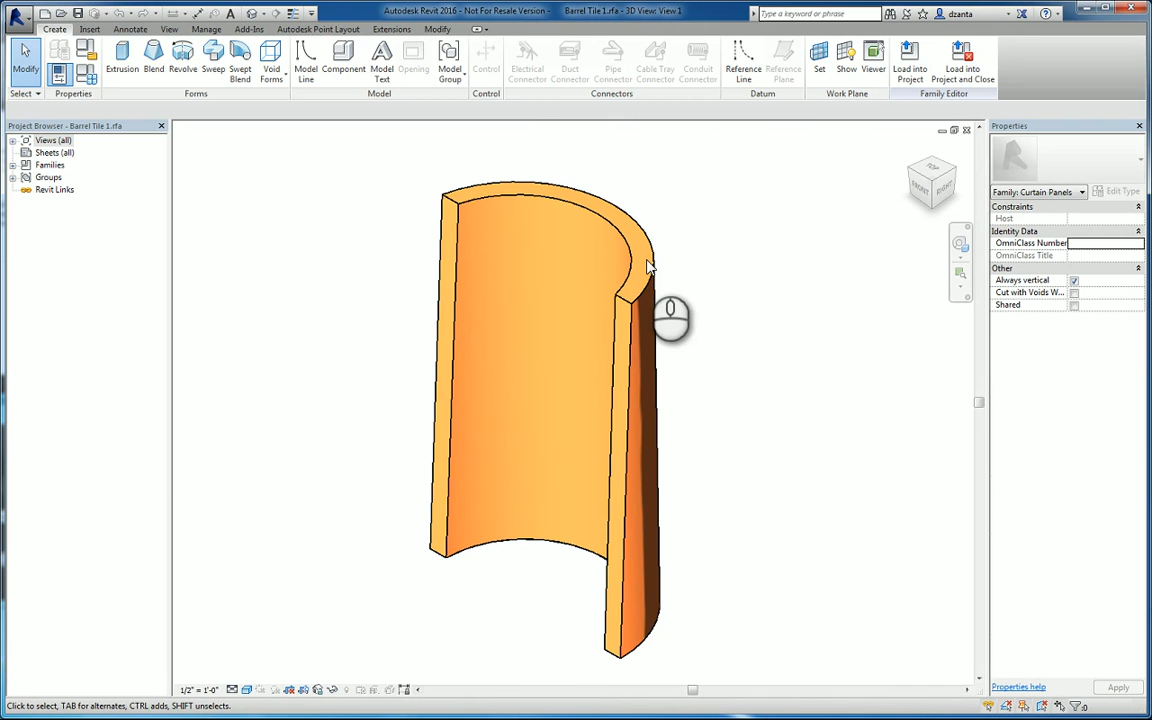 Autodesk Revit 2016 - Not For Resale Version - Barrel Tile 1.rfa - 3D View: View 1
Type a keyword or phrase
dzanta
Create Insert Annotate View Manage Add-Ins Autodesk Point Layout Extensions Modify
Modify Extrusion Blend Revolve Sweep Swept Blend Void Forms Model Line Component Model Text Opening Model Group Control Electrical Connector Duct Connector Pipe Connector Cable Tray Connector Conduit Connector Reference Line Reference Plane Set Show Viewer Load into Project Load into Project and Close
Select Properties Forms Model Control Connectors Datum Work Plane Family Editor
Project Browser - Barrel Tile 1.rfa
Views (all)
Sheets (all)
Families
Groups
Revit Links
TOP
FRONT
RIGHT
Properties
Family: Curtain Panels
Edit Type
Constraints
Host
Identity Data
OmniClass Number
OmniClass Title
Other
Always vertical
Cut with Voids W...
Shared
Properties help
Apply
1/2" = 1'-0"
Click to select, TAB for alternates, CTRL adds, SHIFT unselects.
:0